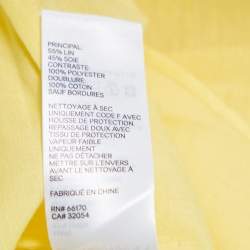 PRINCIPAL:
55% LIN
45% SOIE
CONTRASTE:
100% POLYESTER
DOUBLURE:
100% COTON
SAUF BORDURES
NETTOYAGE À SEC
UNIQUEMENT CODE F AVEC
HOUSSE DE PROTECTION.
REPASSAGE DOUX AVEC
TISSU DE PROTECTION
VAPEUR FAIBLE
UNIQUEMENT
NE PAS DÉTACHER
METTRE SUR L'ENVERS
AVANT LE NETTOYAGE
À SEC
FABRIQUÉ EN CHINE
RN# 66170
CA# 32054